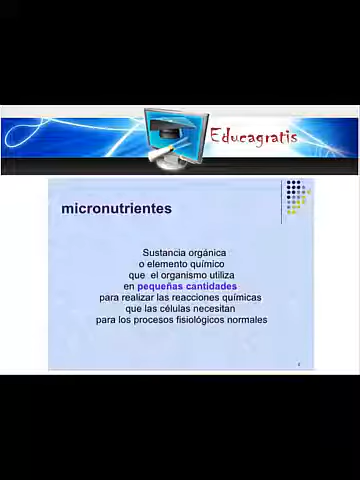 Educagratis
micronutrientes
Sustancia orgánica
o elemento químico
que el organismo utiliza
en pequeñas cantidades
para realizar las reacciones químicas
que las células necesitan
para los procesos fisiológicos normales